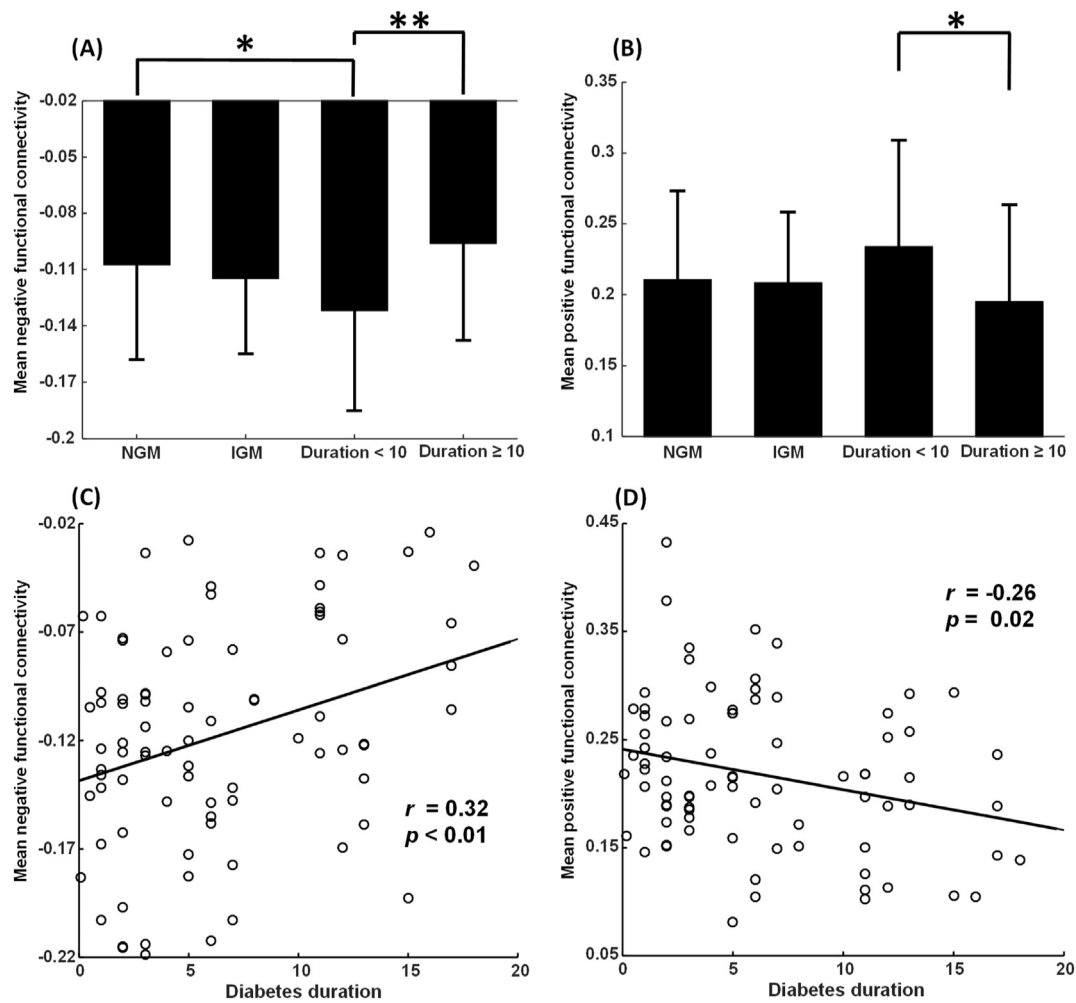 (A)
*
**
Mean negative functional connectivity
-0.02
-0.05
-0.08
-0.11
-0.14
-0.17
-0.2
NGM
IGM
Duration < 10
Duration ≥ 10
(B)
*
Mean positive functional connectivity
0.35
0.3
0.25
0.2
0.15
0.1
NGM
IGM
Duration < 10
Duration ≥ 10
(C)
Mean negative functional connectivity
-0.02
-0.07
-0.12
-0.17
-0.22
r = 0.32
p < 0.01
0
5
10
15
20
Diabetes duration
(D)
Mean positive functional connectivity
0.45
0.35
0.25
0.15
0.05
r = -0.26
p = 0.02
0
5
10
15
20
Diabetes duration